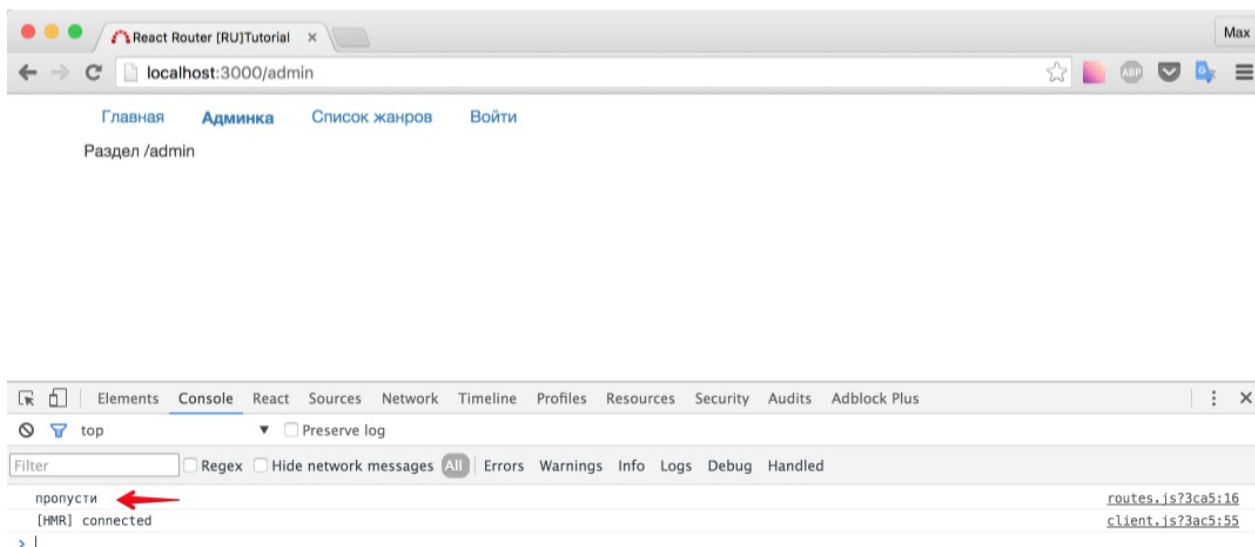 React Router [RU]Tutorial
Max
localhost:3000/admin
ABP
Главная Админка Список жанров Войти
Раздел /admin
Elements Console React Sources Network Timeline Profiles Resources Security Audits Adblock Plus
top Preserve log
Filter Regex Hide network messages All Errors Warnings Info Logs Debug Handled
пропусти routes.js?3ca5:16
[HMR] connected client.js?3ac5:55
>